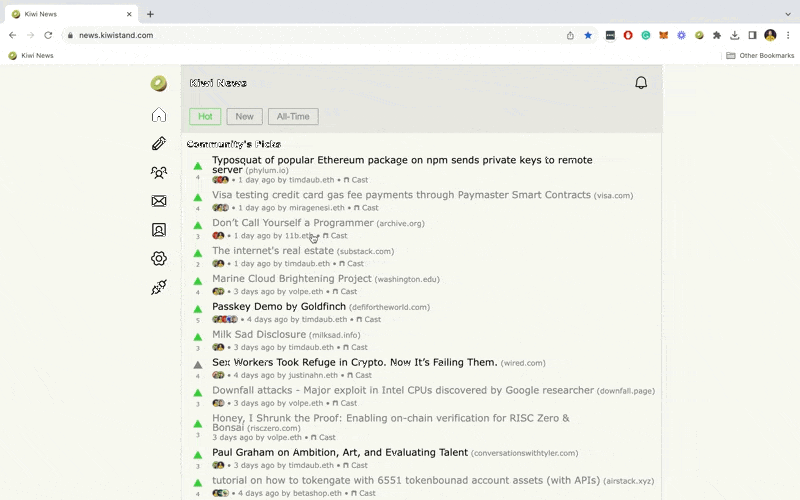 Kiwi News
news.kiwistand.com
Kiwi News
Other Bookmarks
Kiwi News
Hot
New
All-Time
Community's Picks
Typosquat of popular Ethereum package on npm sends private keys to remote
server (phylum.io)
4
• 1 day ago by timdaub.eth • Cast
Visa testing credit card gas fee payments through Paymaster Smart Contracts (visa.com)
4
• 1 day ago by miragenesi.eth • Cast
Don't Call Yourself a Programmer (archive.org)
3
• 1 day ago by 11b.eth • Cast
The internet's real estate (substack.com)
2
• 1 day ago by timdaub.eth • Cast
Marine Cloud Brightening Project (washington.edu)
4
• 3 days ago by volpe.eth • Cast
Passkey Demo by Goldfinch (defifortheworld.com)
5
• 4 days ago by timdaub.eth • Cast
Milk Sad Disclosure (milksad.info)
3
• 3 days ago by timdaub.eth • Cast
Sex Workers Took Refuge in Crypto. Now It's Failing Them. (wired.com)
4
• 4 days ago by justinahn.eth • Cast
Downfall attacks - Major exploit in Intel CPUs discovered by Google researcher (downfall.page)
3
• 3 days ago by volpe.eth • Cast
Honey, I Shrunk the Proof: Enabling on-chain verification for RISC Zero &
Bonsai (risczero.com)
3
3 days ago by volpe.eth • Cast
Paul Graham on Ambition, Art, and Evaluating Talent (conversationswithtyler.com)
3
• 3 days ago by timdaub.eth • Cast
tutorial on how to tokengate with 6551 tokenbounad account assets (with APIs) (airstack.xyz)
4
• 4 days ago by betashop.eth • Cast